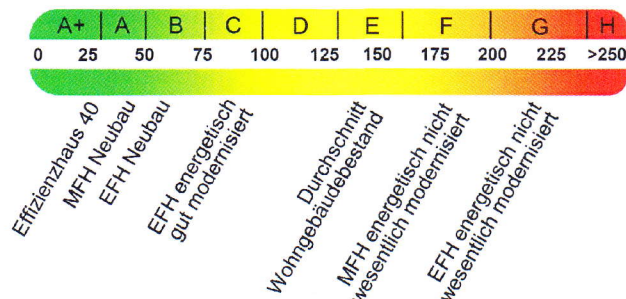 A+ A B C D E F G H
0 25 50 75 100 125 150 175 200 225 >250
Effizienzhaus 40
MFH Neubau
EFH Neubau
EFH energetisch
gut modernisiert
Durchschnitt
Wohngebäudebestand
MFH energetisch nicht
wesentlich modernisiert
EFH energetisch nicht
wesentlich modernisiert